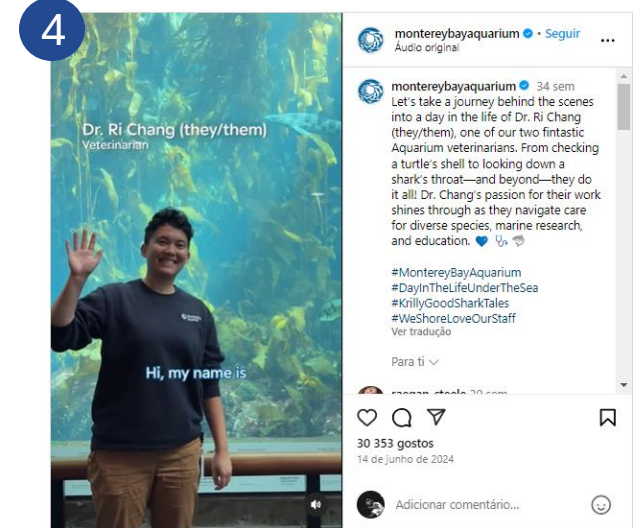 4
Dr. Ri Chang (they/them)
Veterinarian
Hi, my name is
montereybayaquarium • Seguir
Áudio original
montereybayaquarium 34 sem
Let's take a journey behind the scenes
into a day in the life of Dr. Ri Chang
(they/them), one of our two fintastic
Aquarium veterinarians. From checking
a turtle's shell to looking down a
shark's throat—and beyond—they do
it all! Dr. Chang's passion for their work
shines through as they navigate care
for diverse species, marine research,
and education. 💙 🩺 🦈
#MontereyBayAquarium
#DayInTheLifeUnderTheSea
#KrillyGoodSharkTales
#WeShoreLoveOurStaff
Ver tradução
Para ti
30 353 gostos
14 de junho de 2024
Adicionar comentário...